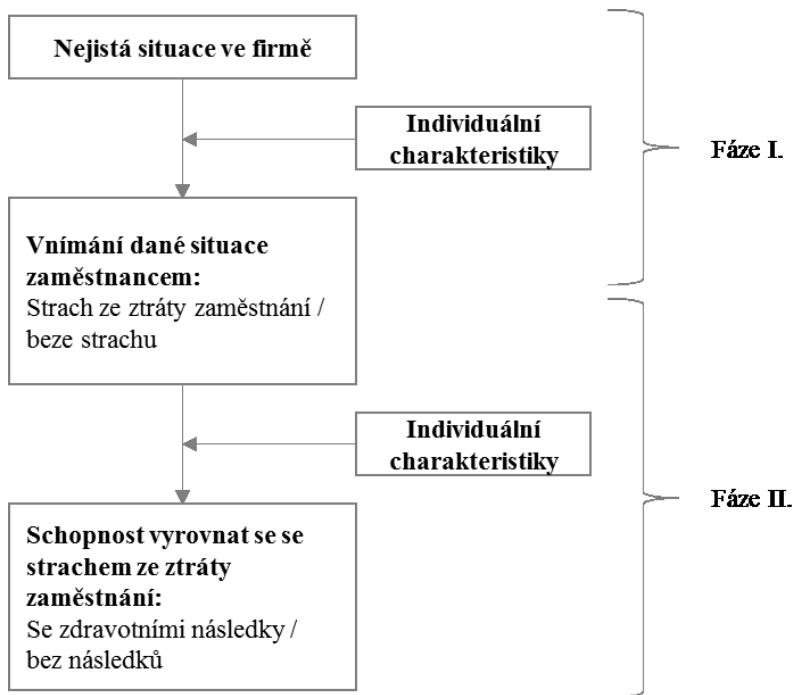 Nejistá situace ve firmě
Individuální
charakteristiky
Fáze I.
Vnímání dané situace
zaměstnancem:
Strach ze ztráty zaměstnání /
beze strachu
Individuální
charakteristiky
Fáze II.
Schopnost vyrovnat se se
strachem ze ztráty
zaměstnání:
Se zdravotními následky /
bez následků